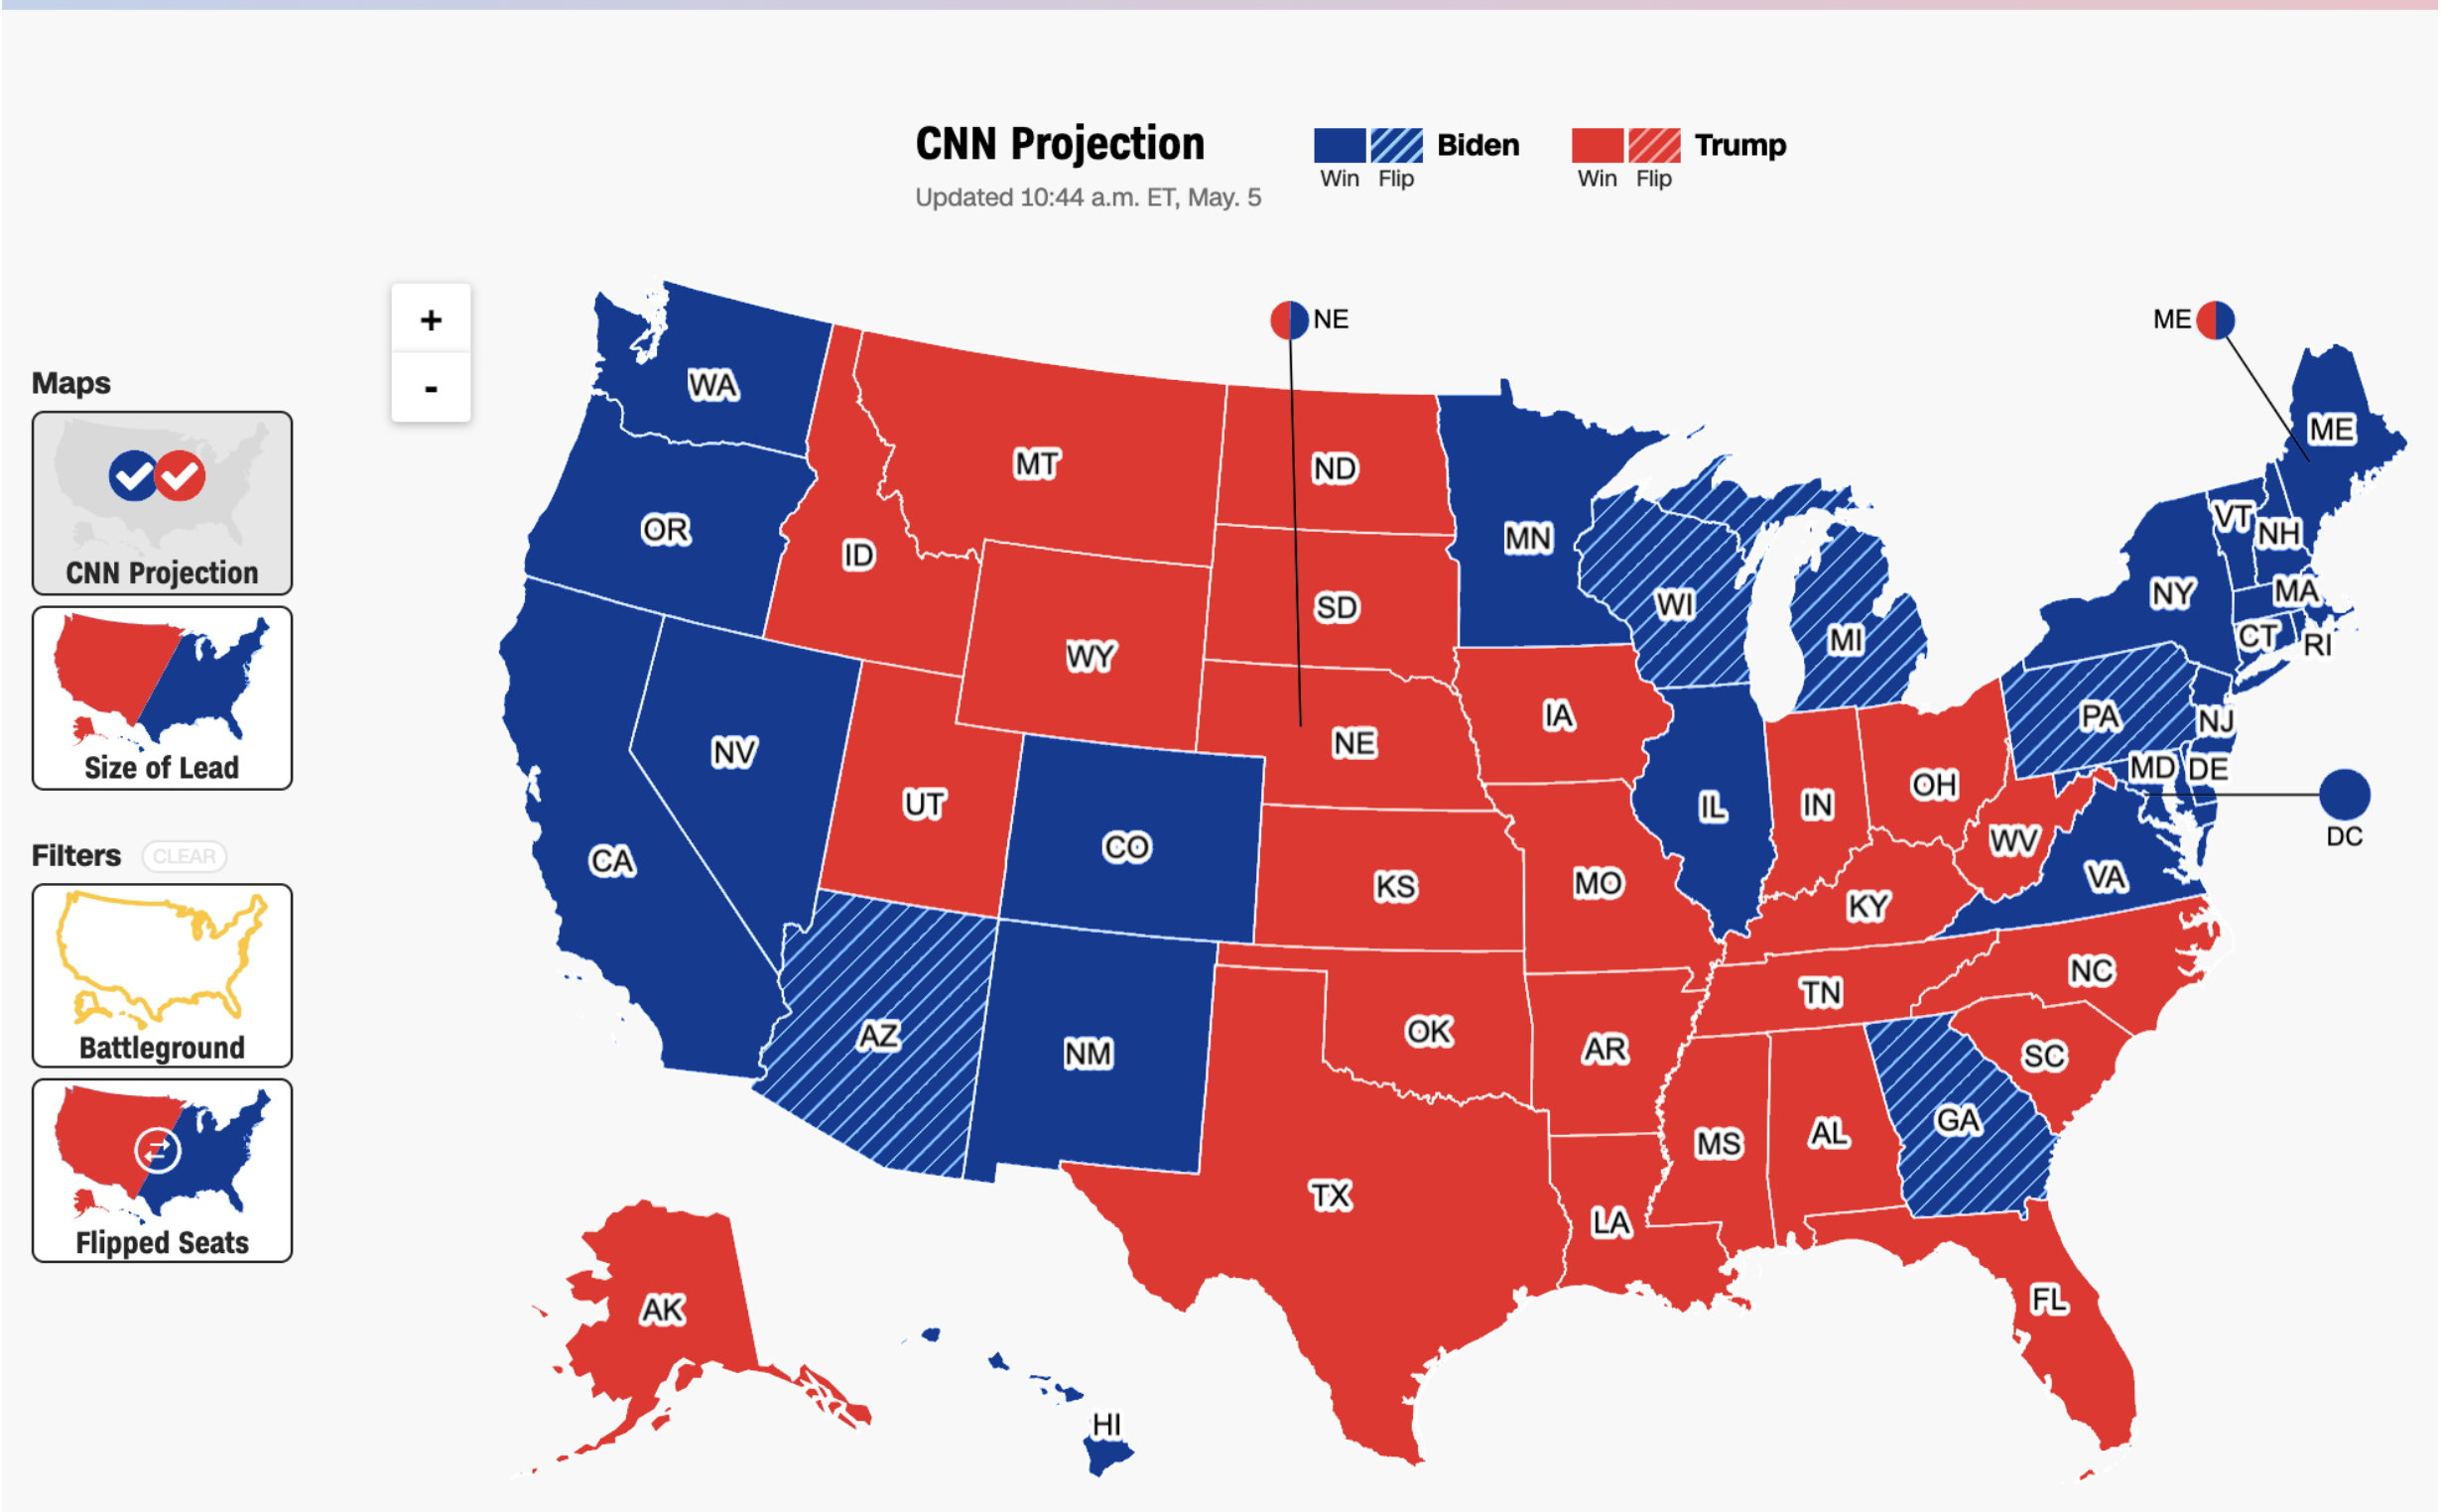 CNN Projection
Updated 10:44 a.m. ET, May. 5
Win Flip Biden
Win Flip Trump
+
-
Maps
CNN Projection
Size of Lead
Filters CLEAR
Battleground
Flipped Seats
NE
ME
WA
ME
MT
ND
OR
VT
NH
MN
ID
MA
NY
SD
WI
CT
RI
MI
WY
IA
PA
NJ
NE
NV
MD
DE
OH
UT
IL
IN
DC
WV
CO
CA
VA
KS
MO
KY
NC
TN
OK
AZ
AR
NM
SC
GA
MS
AL
TX
LA
FL
AK
HI